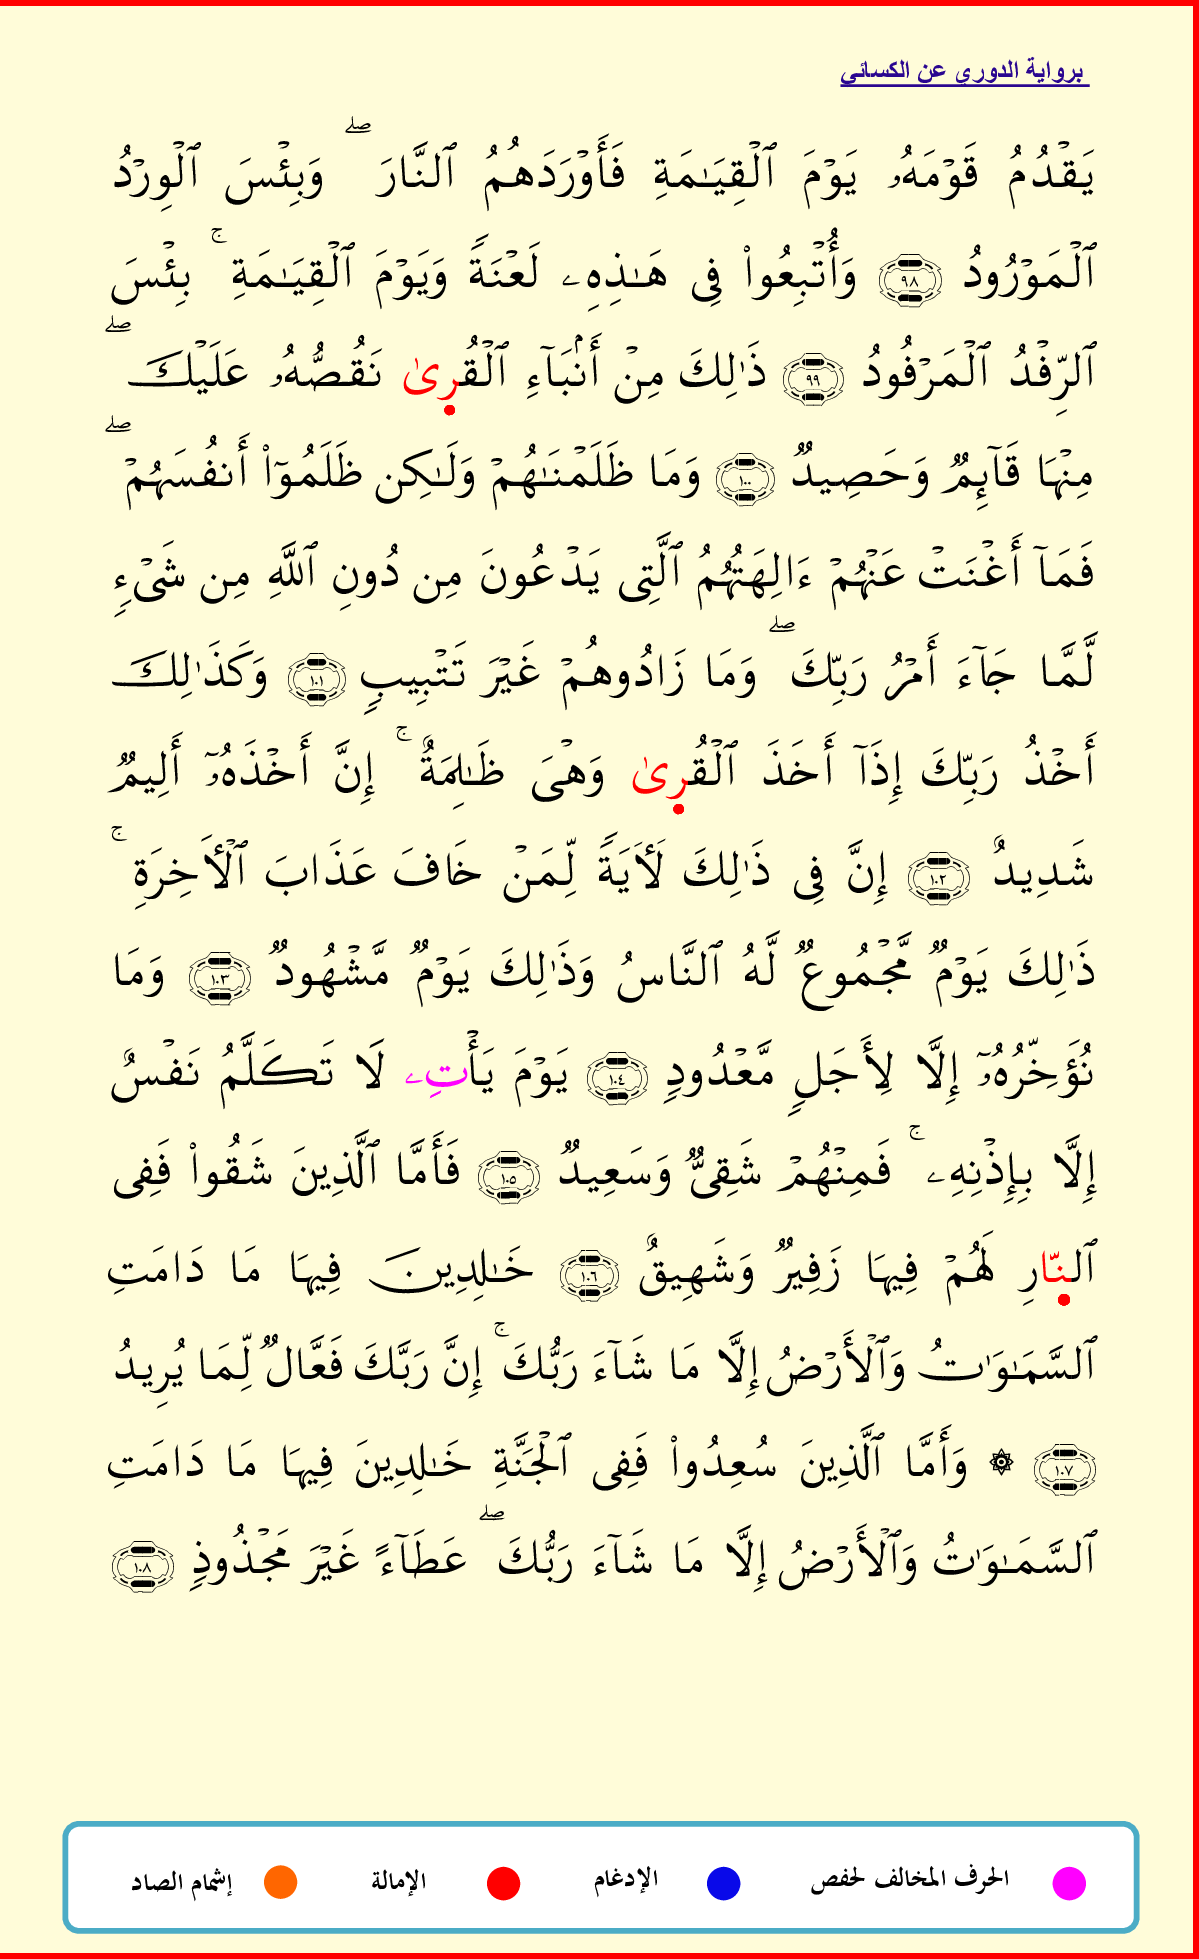 برواية الدوري عن الكسائي
يَقۡدُمُ قَوۡمَهُۥ يَوۡمَ ٱلۡقِيَٰمَةِ فَأَوۡرَدَهُمُ ٱلنَّارَۖ وَبِئۡسَ ٱلۡوِرۡدُ
ٱلۡمَوۡرُودُ ٩٨ وَأُتۡبِعُواْ فِي هَٰذِهِۦ لَعۡنَةٗ وَيَوۡمَ ٱلۡقِيَٰمَةِۚ بِئۡسَ
ٱلرِّفۡدُ ٱلۡمَرۡفُودُ ٩٩ ذَٰلِكَ مِنۡ أَنۢبَآءِ ٱلۡقُرِىٰ نَقُصُّهُۥ عَلَيۡكَۖ
مِنۡهَا قَآئِمٞ وَحَصِيدٞ ١٠٠ وَمَا ظَلَمۡنَٰهُمۡ وَلَٰكِن ظَلَمُوٓاْ أَنفُسَهُمۡۖ
فَمَآ أَغۡنَتۡ عَنۡهُمۡ ءَالِهَتُهُمُ ٱلَّتِي يَدۡعُونَ مِن دُونِ ٱللَّهِ مِن شَيۡءٖ
لَّمَّا جَآءَ أَمۡرُ رَبِّكَۖ وَمَا زَادُوهُمۡ غَيۡرَ تَتۡبِيبٖ ١٠١ وَكَذَٰلِكَ
أَخۡذُ رَبِّكَ إِذَآ أَخَذَ ٱلۡقُرِىٰ وَهۡيَ ظَٰلِمَةٌۚ إِنَّ أَخۡذَهُۥٓ أَلِيمٞ
شَدِيدٌ ١٠٢ إِنَّ فِي ذَٰلِكَ لَأٓيَةٗ لِّمَنۡ خَافَ عَذَابَ ٱلۡأٓخِرَةِۚ
ذَٰلِكَ يَوۡمٞ مَّجۡمُوعٞ لَّهُ ٱلنَّاسُ وَذَٰلِكَ يَوۡمٞ مَّشۡهُودٞ ١٠٣ وَمَا
نُؤَخِّرُهُۥٓ إِلَّا لِأَجَلٖ مَّعۡدُودٖ ١٠٤ يَوۡمَ يَأۡتِۦ لَا تَكَلَّمُ نَفۡسٌ
إِلَّا بِإِذۡنِهِۦۚ فَمِنۡهُمۡ شَقِيّٞ وَسَعِيدٞ ١٠٥ فَأَمَّا ٱلَّذِينَ شَقُواْ فَفِي
ٱلنّارِ لَهُمۡ فِيهَا زَفِيرٞ وَشَهِيقٌ ١٠٦ خَٰلِدِينَ فِيهَا مَا دَامَتِ
ٱلسَّمَٰوَٰتُ وَٱلۡأَرۡضُ إِلَّا مَا شَآءَ رَبُّكَۚ إِنَّ رَبَّكَ فَعَّالٞ لِّمَا يُرِيدُ
١٠٧ ۞ وَأَمَّا ٱلَّذِينَ سُعِدُواْ فَفِي ٱلۡجَنَّةِ خَٰلِدِينَ فِيهَا مَا دَامَتِ
ٱلسَّمَٰوَٰتُ وَٱلۡأَرۡضُ إِلَّا مَا شَآءَ رَبُّكَۖ عَطَآءً غَيۡرَ مَجۡذُوذٖ ١٠٨
الحرف المخالف لحفص الإدغام الإمالة إشمام الصاد